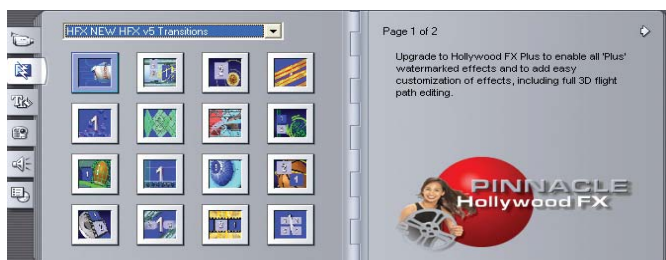 HFX NEW HFX v5 Transitions
Page 1 of 2
Upgrade to Hollywood FX Plus to enable all 'Plus'
watermarked effects and to add easy
customization of effects, including full 3D flight
path editing.
PINNACLE
Hollywood FX